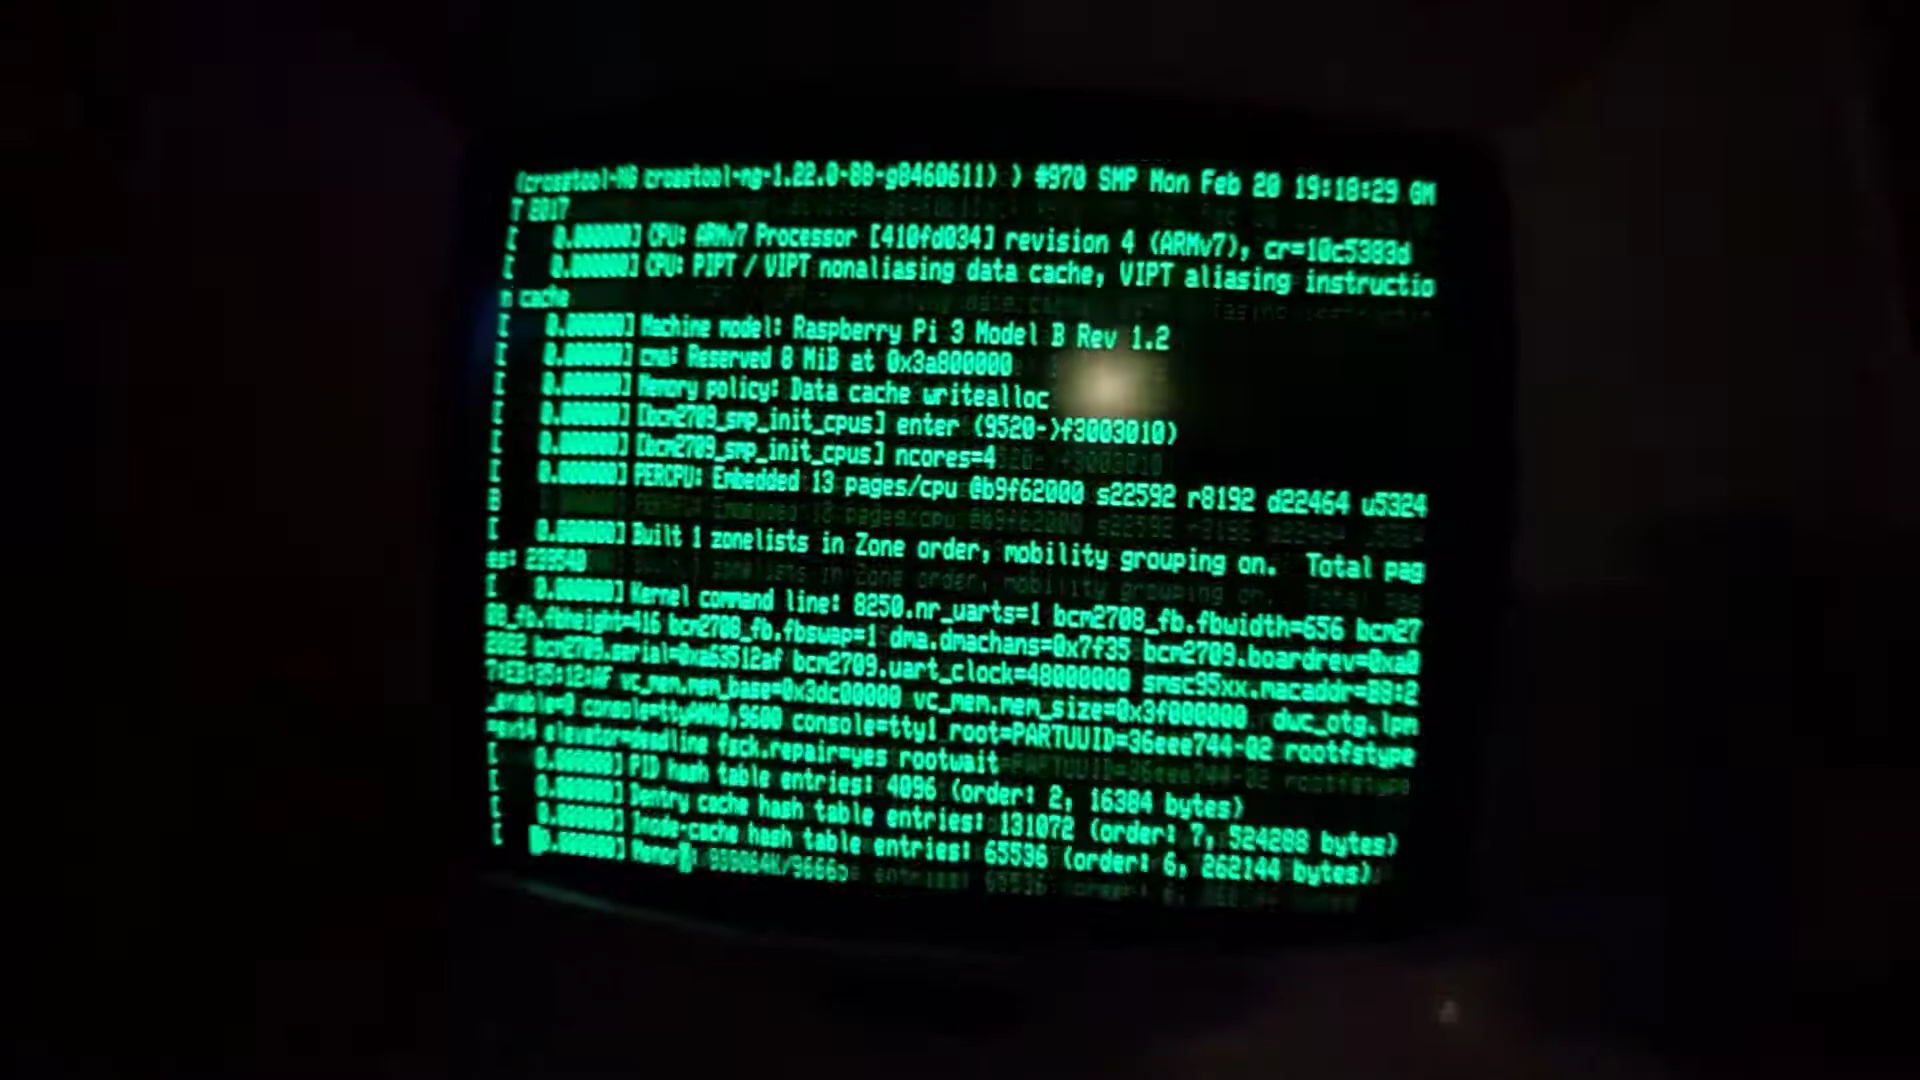 (crosstool-NG crosstool-ng-1.22.0-88-g8460611) ) #970 SMP Mon Feb 20 19:18:29 GM
T 2017
[    0.000000] CPU: ARMv7 Processor [410fd034] revision 4 (ARMv7), cr=10c5383d
[    0.000000] CPU: PIPT / VIPT nonaliasing data cache, VIPT aliasing instructio
n cache
[    0.000000] Machine model: Raspberry Pi 3 Model B Rev 1.2
[    0.000000] cma: Reserved 8 MiB at 0x3a800000
[    0.000000] Memory policy: Data cache writealloc
[    0.000000] [bcm2709_smp_init_cpus] enter (9520->f3003010)
[    0.000000] [bcm2709_smp_init_cpus] ncores=4
[    0.000000] PERCPU: Embedded 13 pages/cpu @b9f62000 s22592 r8192 d22464 u5324
8
[    0.000000] Built 1 zonelists in Zone order, mobility grouping on.  Total pag
es: 239540
[    0.000000] Kernel command line: 8250.nr_uarts=1 bcm2708_fb.fbwidth=656 bcm27
08_fb.fbheight=416 bcm2708_fb.fbswap=1 dma.dmachans=0x7f35 bcm2709.boardrev=0xa0
2082 bcm2709.serial=0xa63512af bcm2709.uart_clock=48000000 smsc95xx.macaddr=B8:2
vc_mem.mem_base=0x3dc00000 vc_mem.mem_size=0x3f000000  dwc_otg.lpm
_enable=0 console=ttyAMA0,9600 console=tty1 root=PARTUUID=36eee744-02 rootfstype
=ext4 elevator=deadline fsck.repair=yes rootwait
[    0.000000] PID hash table entries: 4096 (order: 2, 16384 bytes)
[    0.000000] Dentry cache hash table entries: 131072 (order: 7, 524288 bytes)
[    0.000000] Inode-cache hash table entries: 65536 (order: 6, 262144 bytes)
[    0.000000] Memory: